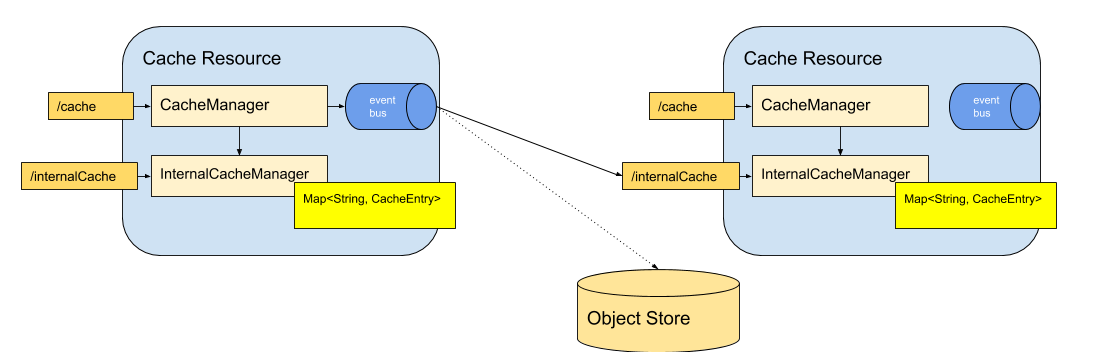 Cache Resource
/cache
CacheManager
event
bus
/internalCache
InternalCacheManager
Map<String, CacheEntry>
Cache Resource
/cache
CacheManager
event
bus
/internalCache
InternalCacheManager
Map<String, CacheEntry>
Object Store